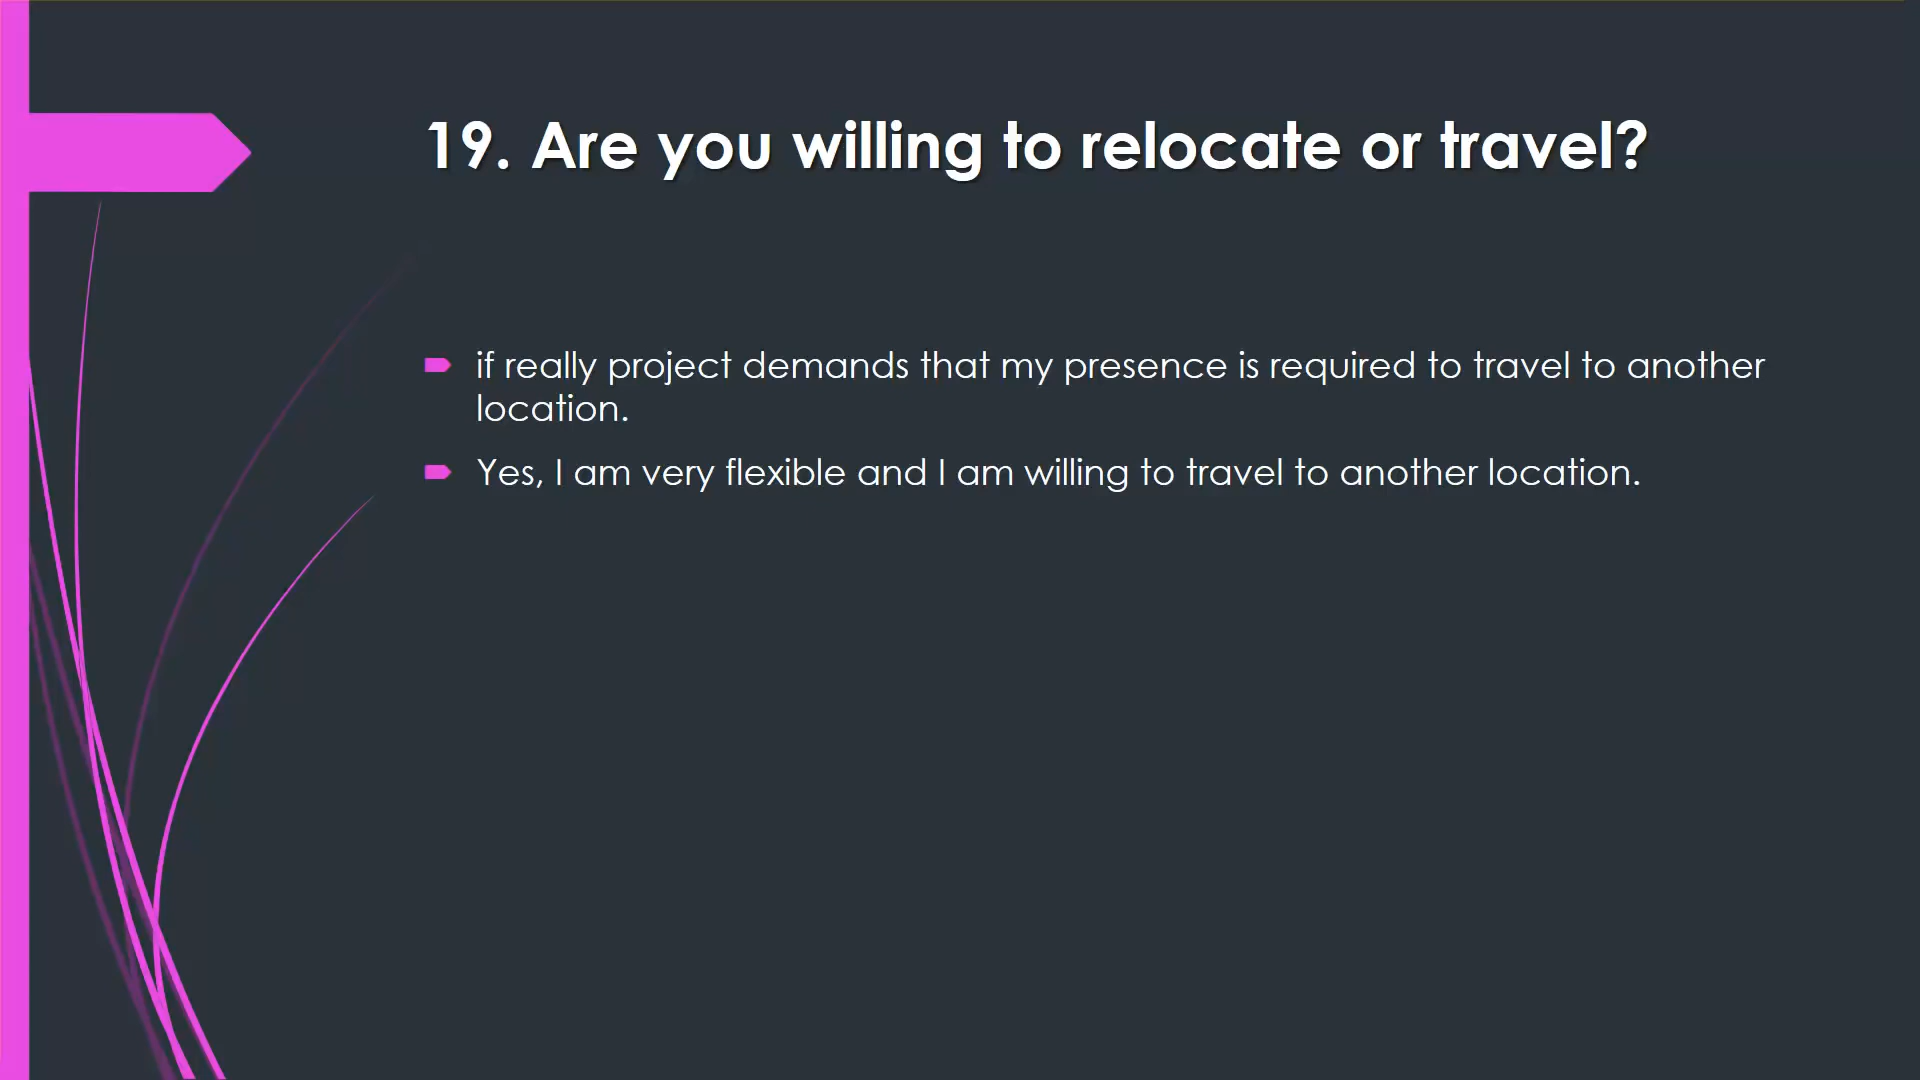 19. Are you willing to relocate or travel?
if really project demands that my presence is required to travel to another
location.
Yes, I am very flexible and I am willing to travel to another location.